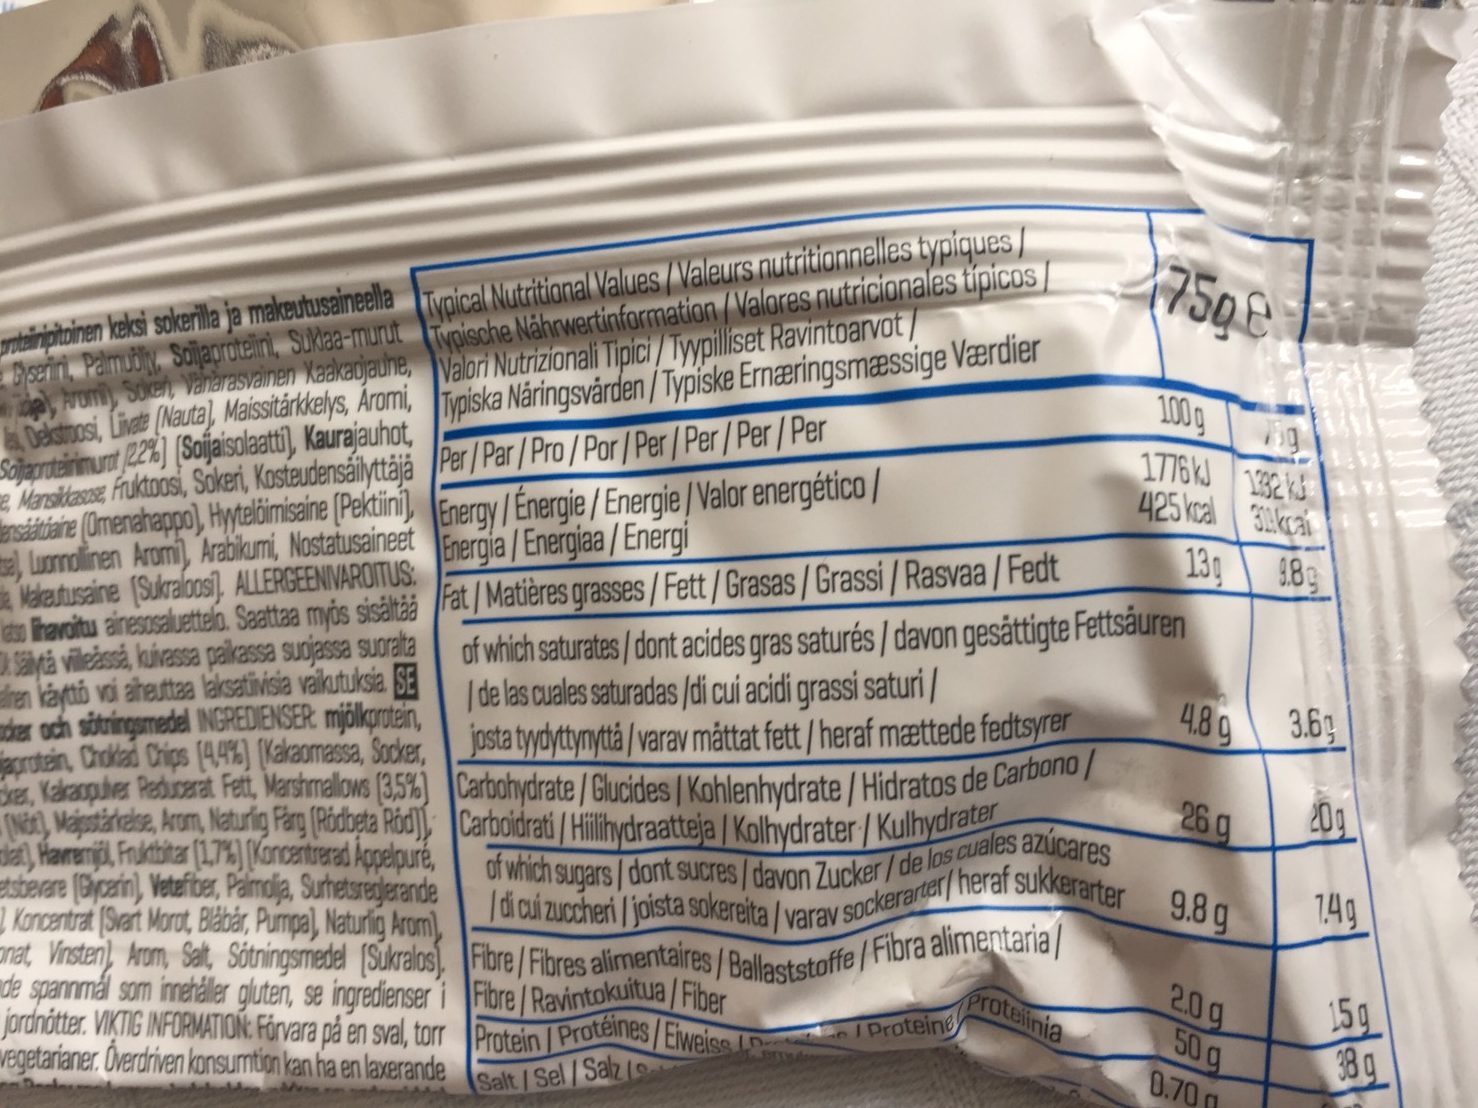 keksi sokerilla ja makeutusaineella
Palmuöljy, Soijaproteiini, Suklaa-murut
Aromi), Sokeri, Vähärasvainen Kaakaojauhe,
Dekstroosi, Liivate (Nauta), Maissitärkkelys, Aromi,
(2,2%) (Soijaisolaatti), Kaurajauhot,
Mansikkasose, Fruktoosi, Sokeri, Kosteudensäilyttäjä
(Omenahappo), Hyytelöimisaine (Pektiini),
Luonnollinen Aromi), Arabikumi, Nostatusaineet
Makeutusaine (Sukraloosi). ALLERGEENIVAROITUS:
lihavoitu ainesosaluettelo. Saattaa myös sisältää
Säilytä viileässä, kuivassa paikassa suojassa suoralta
käyttö voi aiheuttaa laksatiivisia vaikutuksia. SE
och sötningsmedel INGREDIENSER: mjölkprotein,
Choklad Chips (4,4%) (Kakaomassa, Socker,
Kakaopulver Reducerat Fett, Marshmallows (3,5%)
(Nöt), Majsstärkelse, Arom, Naturlig Färg (Rödbeta Röd)),
Havremjöl, Fruktbitar (1,7%) (Koncentrerad Äppelpuré,
(Glycerin), Vetefiber, Palmolja, Surhetsreglerande
Koncentrat (Svart Morot, Blåbär, Pumpa), Naturlig Arom),
Vinsten), Arom, Salt, Sötningsmedel (Sukralos).
spannmål som innehåller gluten, se ingredienser i
jordnötter. VIKTIG INFORMATION: Förvara på en sval, torr
vegetarianer. Överdriven konsumtion kan ha en laxerande
Typical Nutritional Values / Valeurs nutritionnelles typiques /
Typische Nährwertinformation / Valores nutricionales típicos /
Valori Nutrizionali Tipici / Tyypilliset Ravintoarvot /
Typiska Näringsvärden / Typiske Ernæringsmæssige Værdier
75g e
Per / Par / Pro / Por / Per / Per / Per / Per 100g
Energy / Énergie / Energie / Valor energético / 1776 kJ 1332 kJ
Energia / Energiaa / Energi 425 kcal
Fat / Matières grasses / Fett / Grasas / Grassi / Rasvaa / Fedt 13g 9.8g
of which saturates / dont acides gras saturés / davon gesättigte Fettsäuren
/ de las cuales saturadas /di cui acidi grassi saturi /
josta tyydyttynyttä / varav mättat fett / heraf mættede fedtsyrer 4.8 g 3.6g
Carbohydrate / Glucides / Kohlenhydrate / Hidratos de Carbono /
Carboidrati / Hiilihydraatteja / Kolhydrater / Kulhydrater 26 g 20g
of which sugars / dont sucres / davon Zucker / de los cuales azúcares
/ di cui zuccheri / joista sokereita / varav sockerarter/ heraf sukkerarter 9.8 g 7.4g
Fibre / Fibres alimentaires / Ballaststoffe / Fibra alimentaria /
Fibre / Ravintokuitua / Fiber 2.0 g 1.5g
Protein / Protéines / Eiweiss / Proteine / Proteiinia 50 g 38 g
Salt / Sel / Salz / 0.70 g